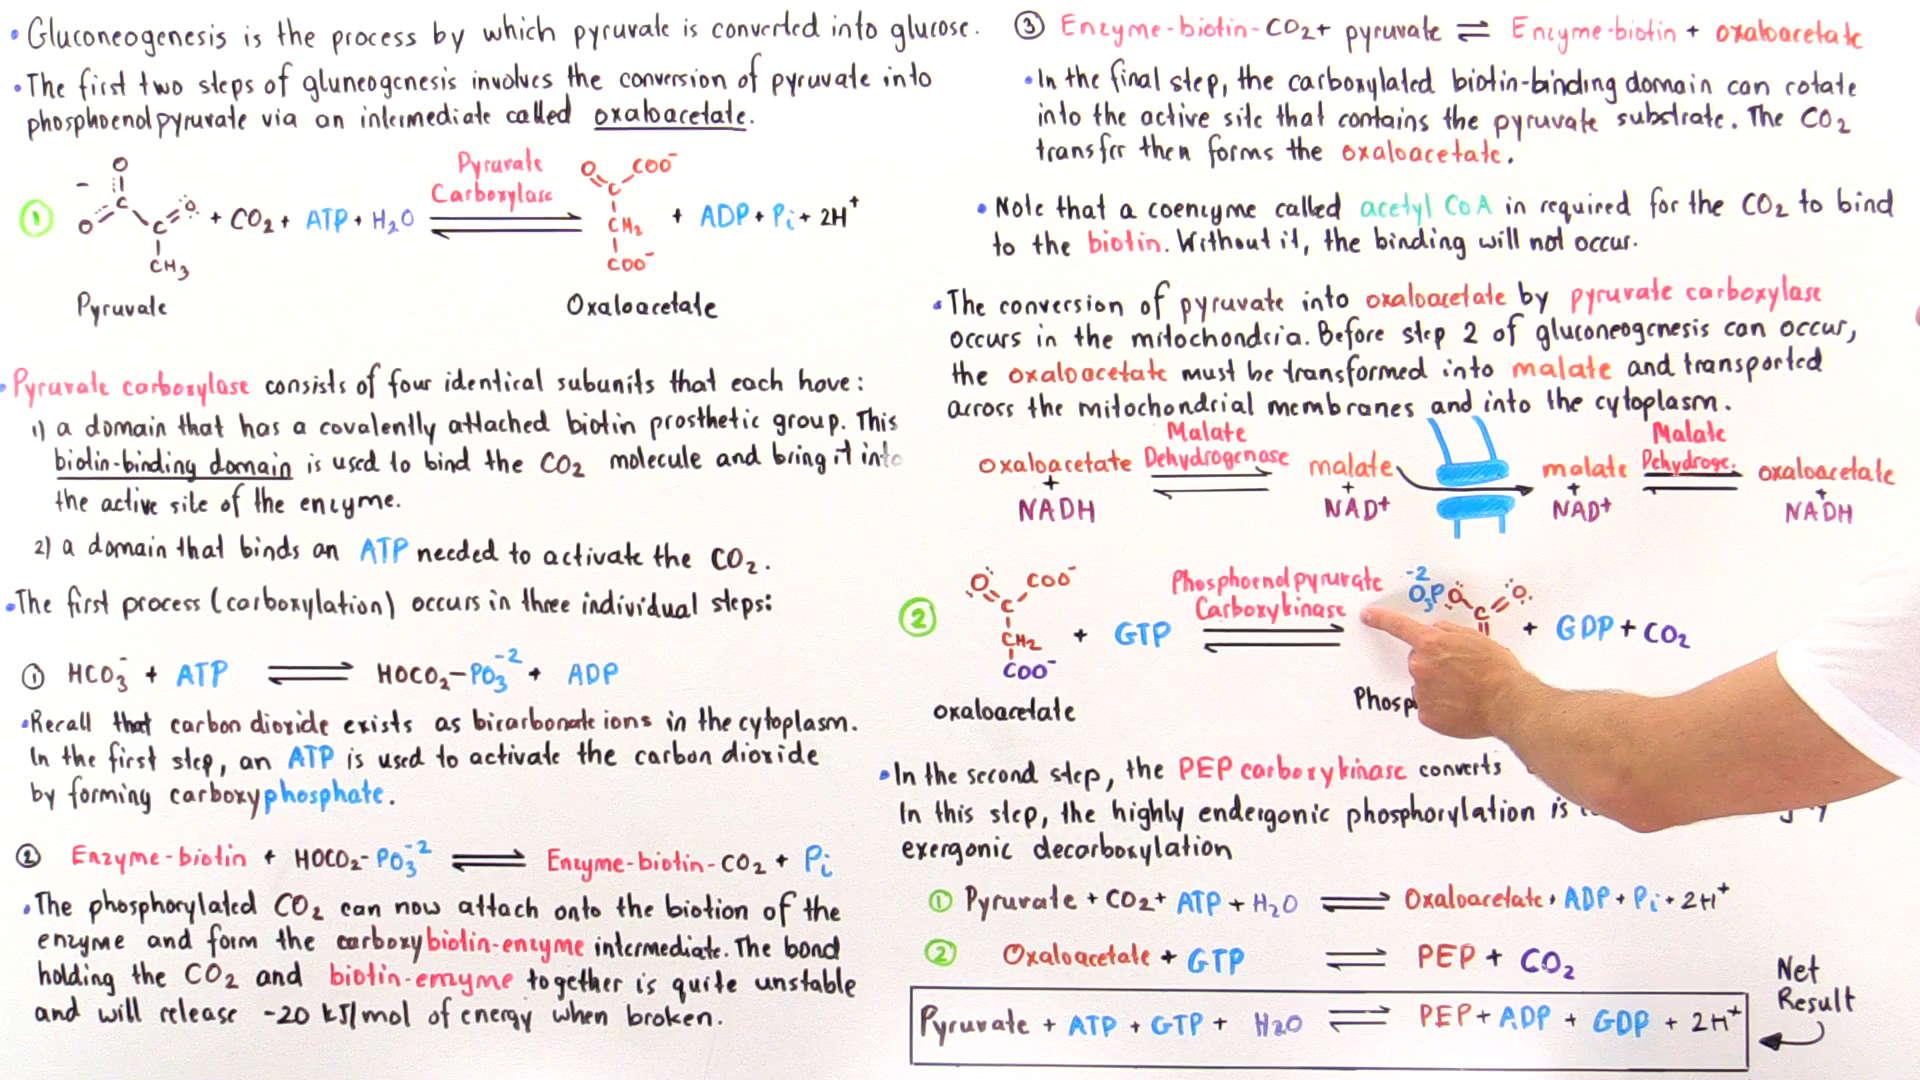 • Gluconeogenesis is the process by which pyruvate is converted into glucose.
• The first two steps of gluneogenesis involves the conversion of pyruvate into
phosphoenolpyruvate via an intermediate called oxaloacetate.
① Pyruvate Carboxylase
O
-
O C C O + CO2 + ATP + H2O ⇌ O C COO- CH2 COO- + ADP + Pi + 2H+
CH3
Pyruvate Oxaloacetate
• Pyruvate carboxylase consists of four identical subunits that each have:
1) a domain that has a covalently attached biotin prosthetic group. This
biotin-binding domain is used to bind the CO2 molecule and bring it into
the active site of the enzyme.
2) a domain that binds an ATP needed to activate the CO2.
• The first process (carboxylation) occurs in three individual steps:
① HCO3- + ATP ⇌ HOCO2-PO3-2 + ADP
• Recall that carbon dioxide exists as bicarbonate ions in the cytoplasm.
In the first step, an ATP is used to activate the carbon dioxide
by forming carboxyphosphate.
② Enzyme-biotin + HOCO2-PO3-2 ⇌ Enzyme-biotin-CO2 + Pi
• The phosphorylated CO2 can now attach onto the biotion of the
enzyme and form the carboxybiotin-enzyme intermediate. The bond
holding the CO2 and biotin-enzyme together is quite unstable
and will release -20 kJ/mol of energy when broken.
③ Enzyme-biotin-CO2 + pyruvate ⇌ Enzyme-biotin + oxaloacetate
• In the final step, the carboxylated biotin-binding domain can rotate
into the active site that contains the pyruvate substrate. The CO2
transfer then forms the oxaloacetate.
• Note that a coenzyme called acetyl CoA in required for the CO2 to bind
to the biotin. Without it, the binding will not occur.
• The conversion of pyruvate into oxaloacetate by pyruvate carboxylase
occurs in the mitochondria. Before step 2 of gluconeogenesis can occur,
the oxaloacetate must be transformed into malate and transported
across the mitochondrial membranes and into the cytoplasm.
Malate Dehydrogenase Malate Dehydroge.
oxaloacetate ⇌ malate → malate ⇌ oxaloacetate
+ + + +
NADH NAD+ NAD+ NADH
② Phosphoenolpyruvate Carboxykinase
O C COO- CH2 COO- + GTP ⇌ -2 O3PO C O + GDP + CO2
oxaloacetate
• In the second step, the PEP carboxykinase converts
In this step, the highly endergonic phosphorylation is
exergonic decarboxylation
① Pyruvate + CO2 + ATP + H2O ⇌ Oxaloacetate + ADP + Pi + 2H+
② Oxaloacetate + GTP ⇌ PEP + CO2
Pyruvate + ATP + GTP + H2O ⇌ PEP + ADP + GDP + 2H+
Net
Result